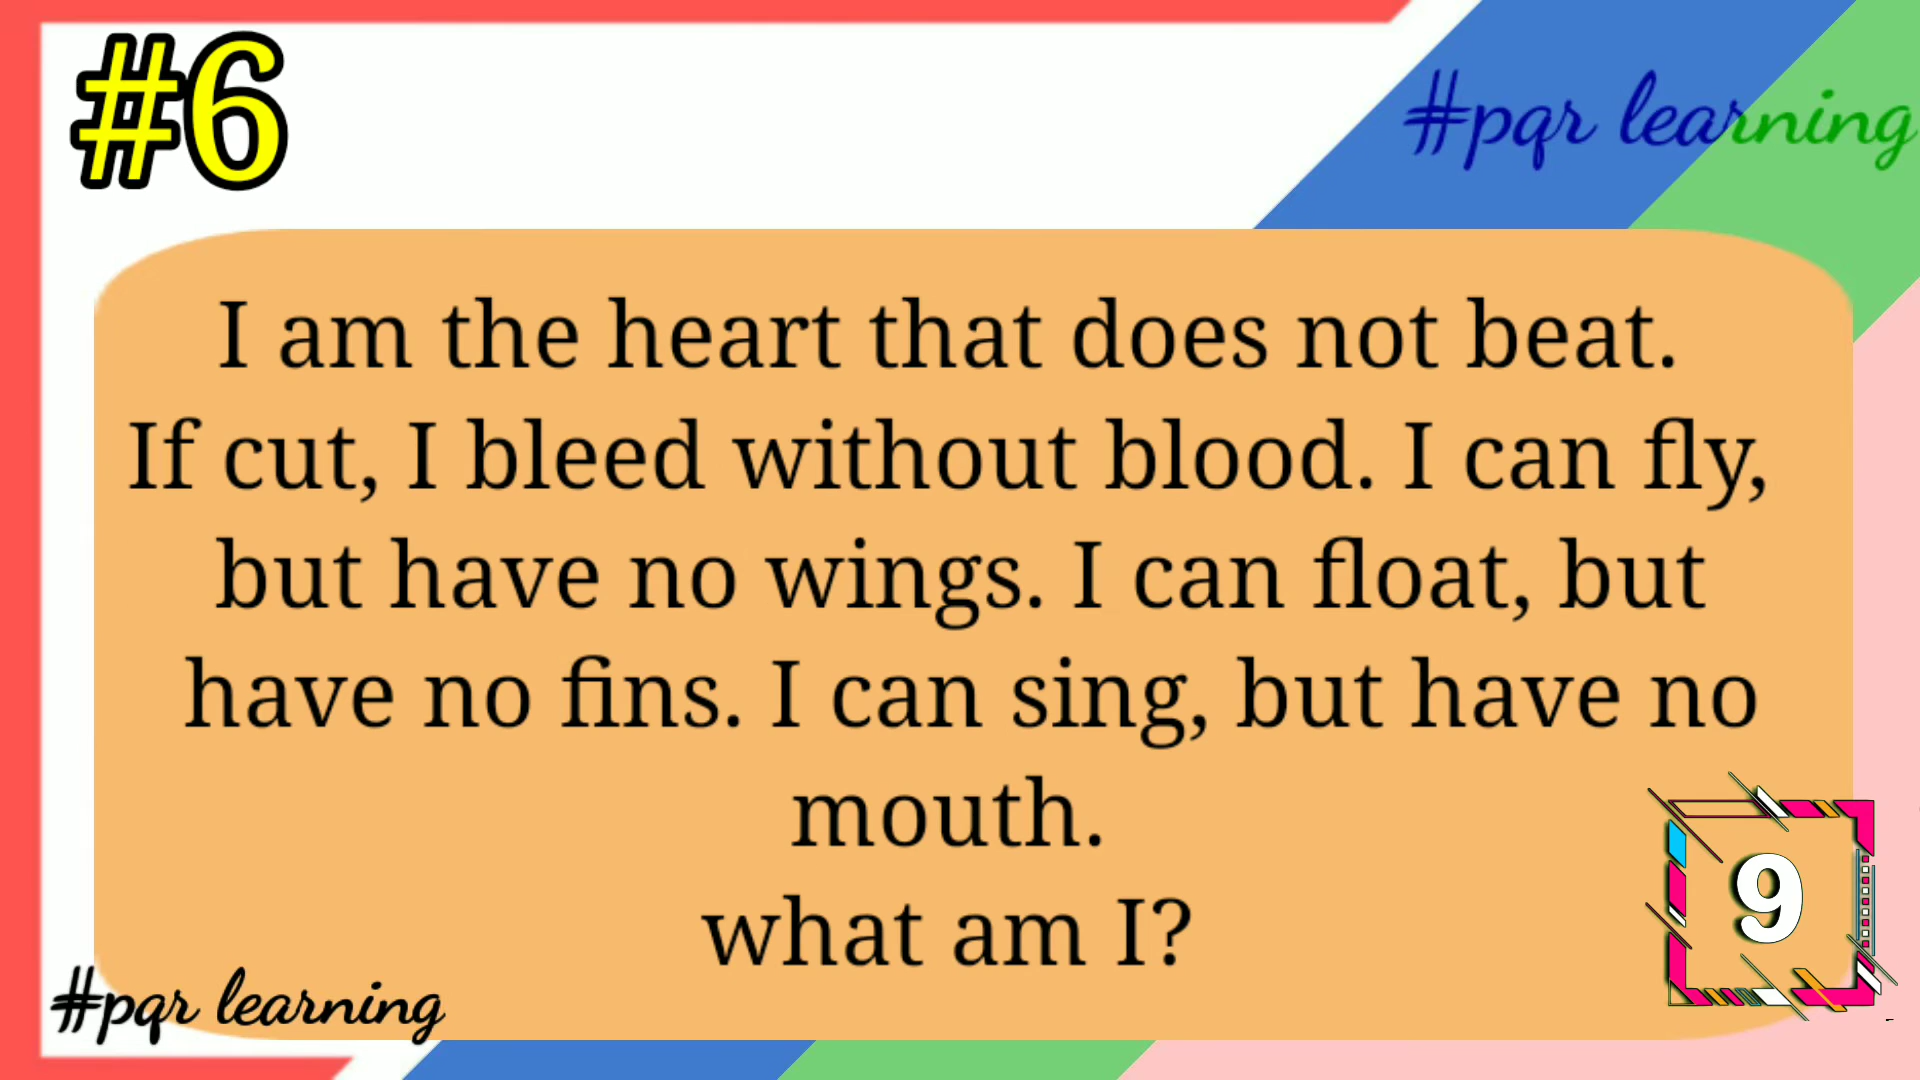 #6
#pqr learning
I am the heart that does not beat.
If cut, I bleed without blood. I can fly,
but have no wings. I can float, but
have no fins. I can sing, but have no
mouth.
what am I?
9
#pqr learning